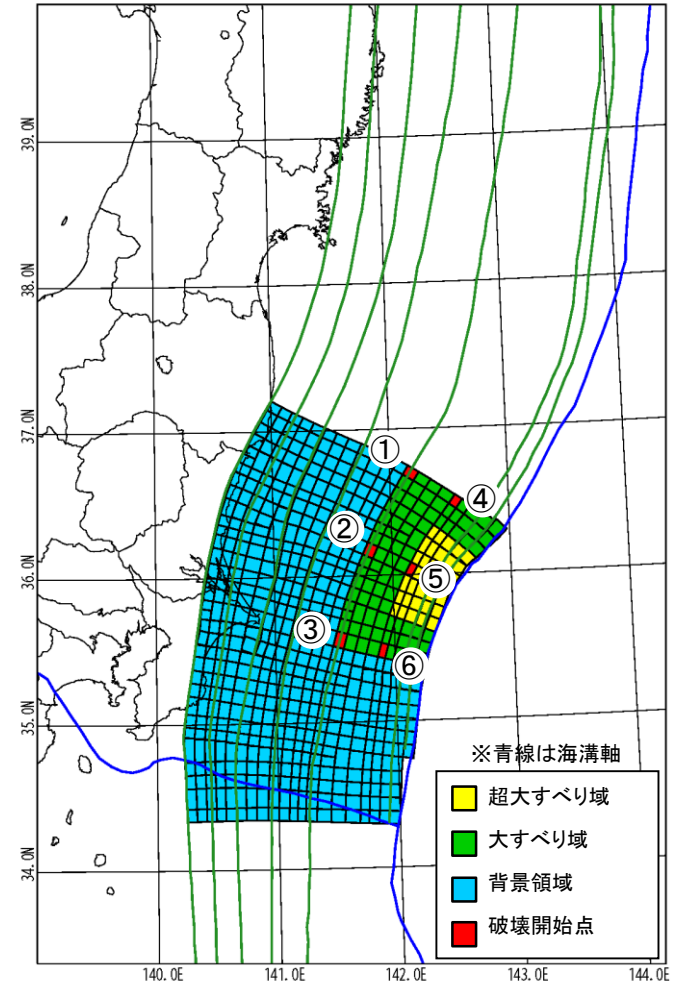 39.0N
38.0N
37.0N
①
④
②
36.0N
⑤
③
⑥
35.0N
※青線は海溝軸
超大すべり域
大すべり域
34.0N
背景領域
破壊開始点
140.0E
141.0E
142.0E
143.0E
144.0E